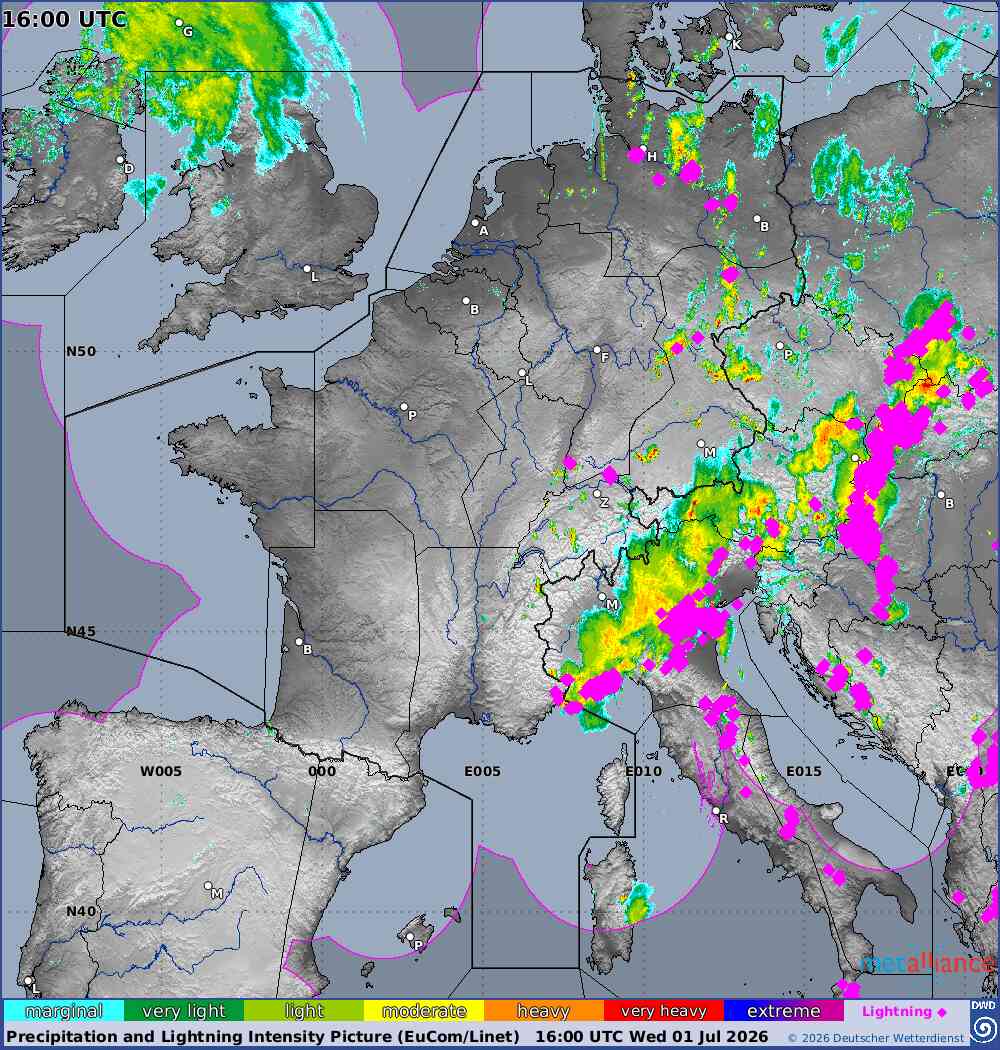 16:00 UTC
G
K
D
H
A
B
L
B
N50
F
P
L
P
M
Z
B
M
N45
B
W005
000
E005
E010
E015
R
M
N40
P
L
metalliance
marginal very light light moderate heavy very heavy extreme Lightning
DWD
Precipitation and Lightning Intensity Picture (EuCom/Linet) 16:00 UTC Wed 01 Jul 2026 © 2026 Deutscher Wetterdienst